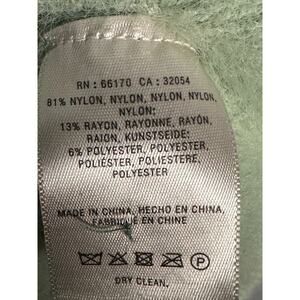 RN : 66170 CA : 32054
81% NYLON, NYLON, NYLON, NYLON,
NYLON;
13% RAYON, RAYONNE, RAYÓN,
RAION, KUNSTSEIDE;
6% POLYESTER, POLYESTER,
POLIÉSTER, POLIESTERE,
POLYESTER
MADE IN CHINA, HECHO EN CHINA,
FABRIQUÉ EN CHINE
P
DRY CLEAN.